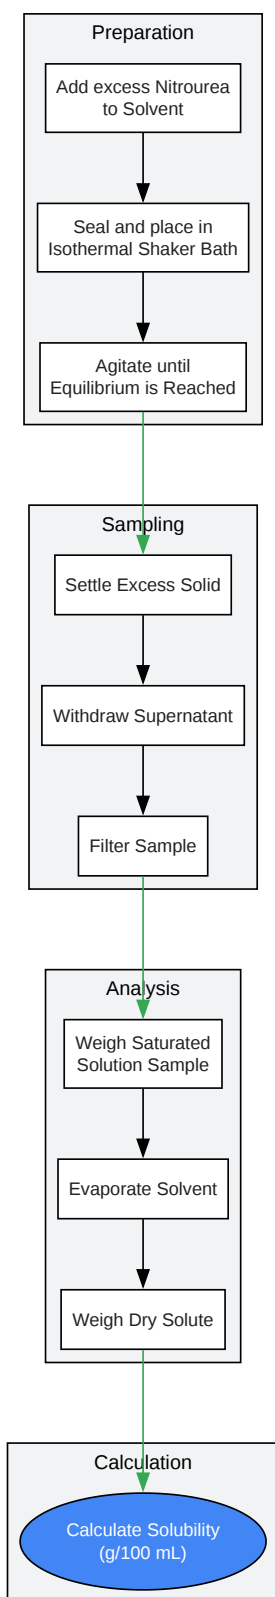 Preparation
Add excess Nitrourea
to Solvent
Seal and place in
Isothermal Shaker Bath
Agitate until
Equilibrium is Reached
Sampling
Settle Excess Solid
Withdraw Supernatant
Filter Sample
Analysis
Weigh Saturated
Solution Sample
Evaporate Solvent
Weigh Dry Solute
Calculation
Calculate Solubility
(g/100 mL)